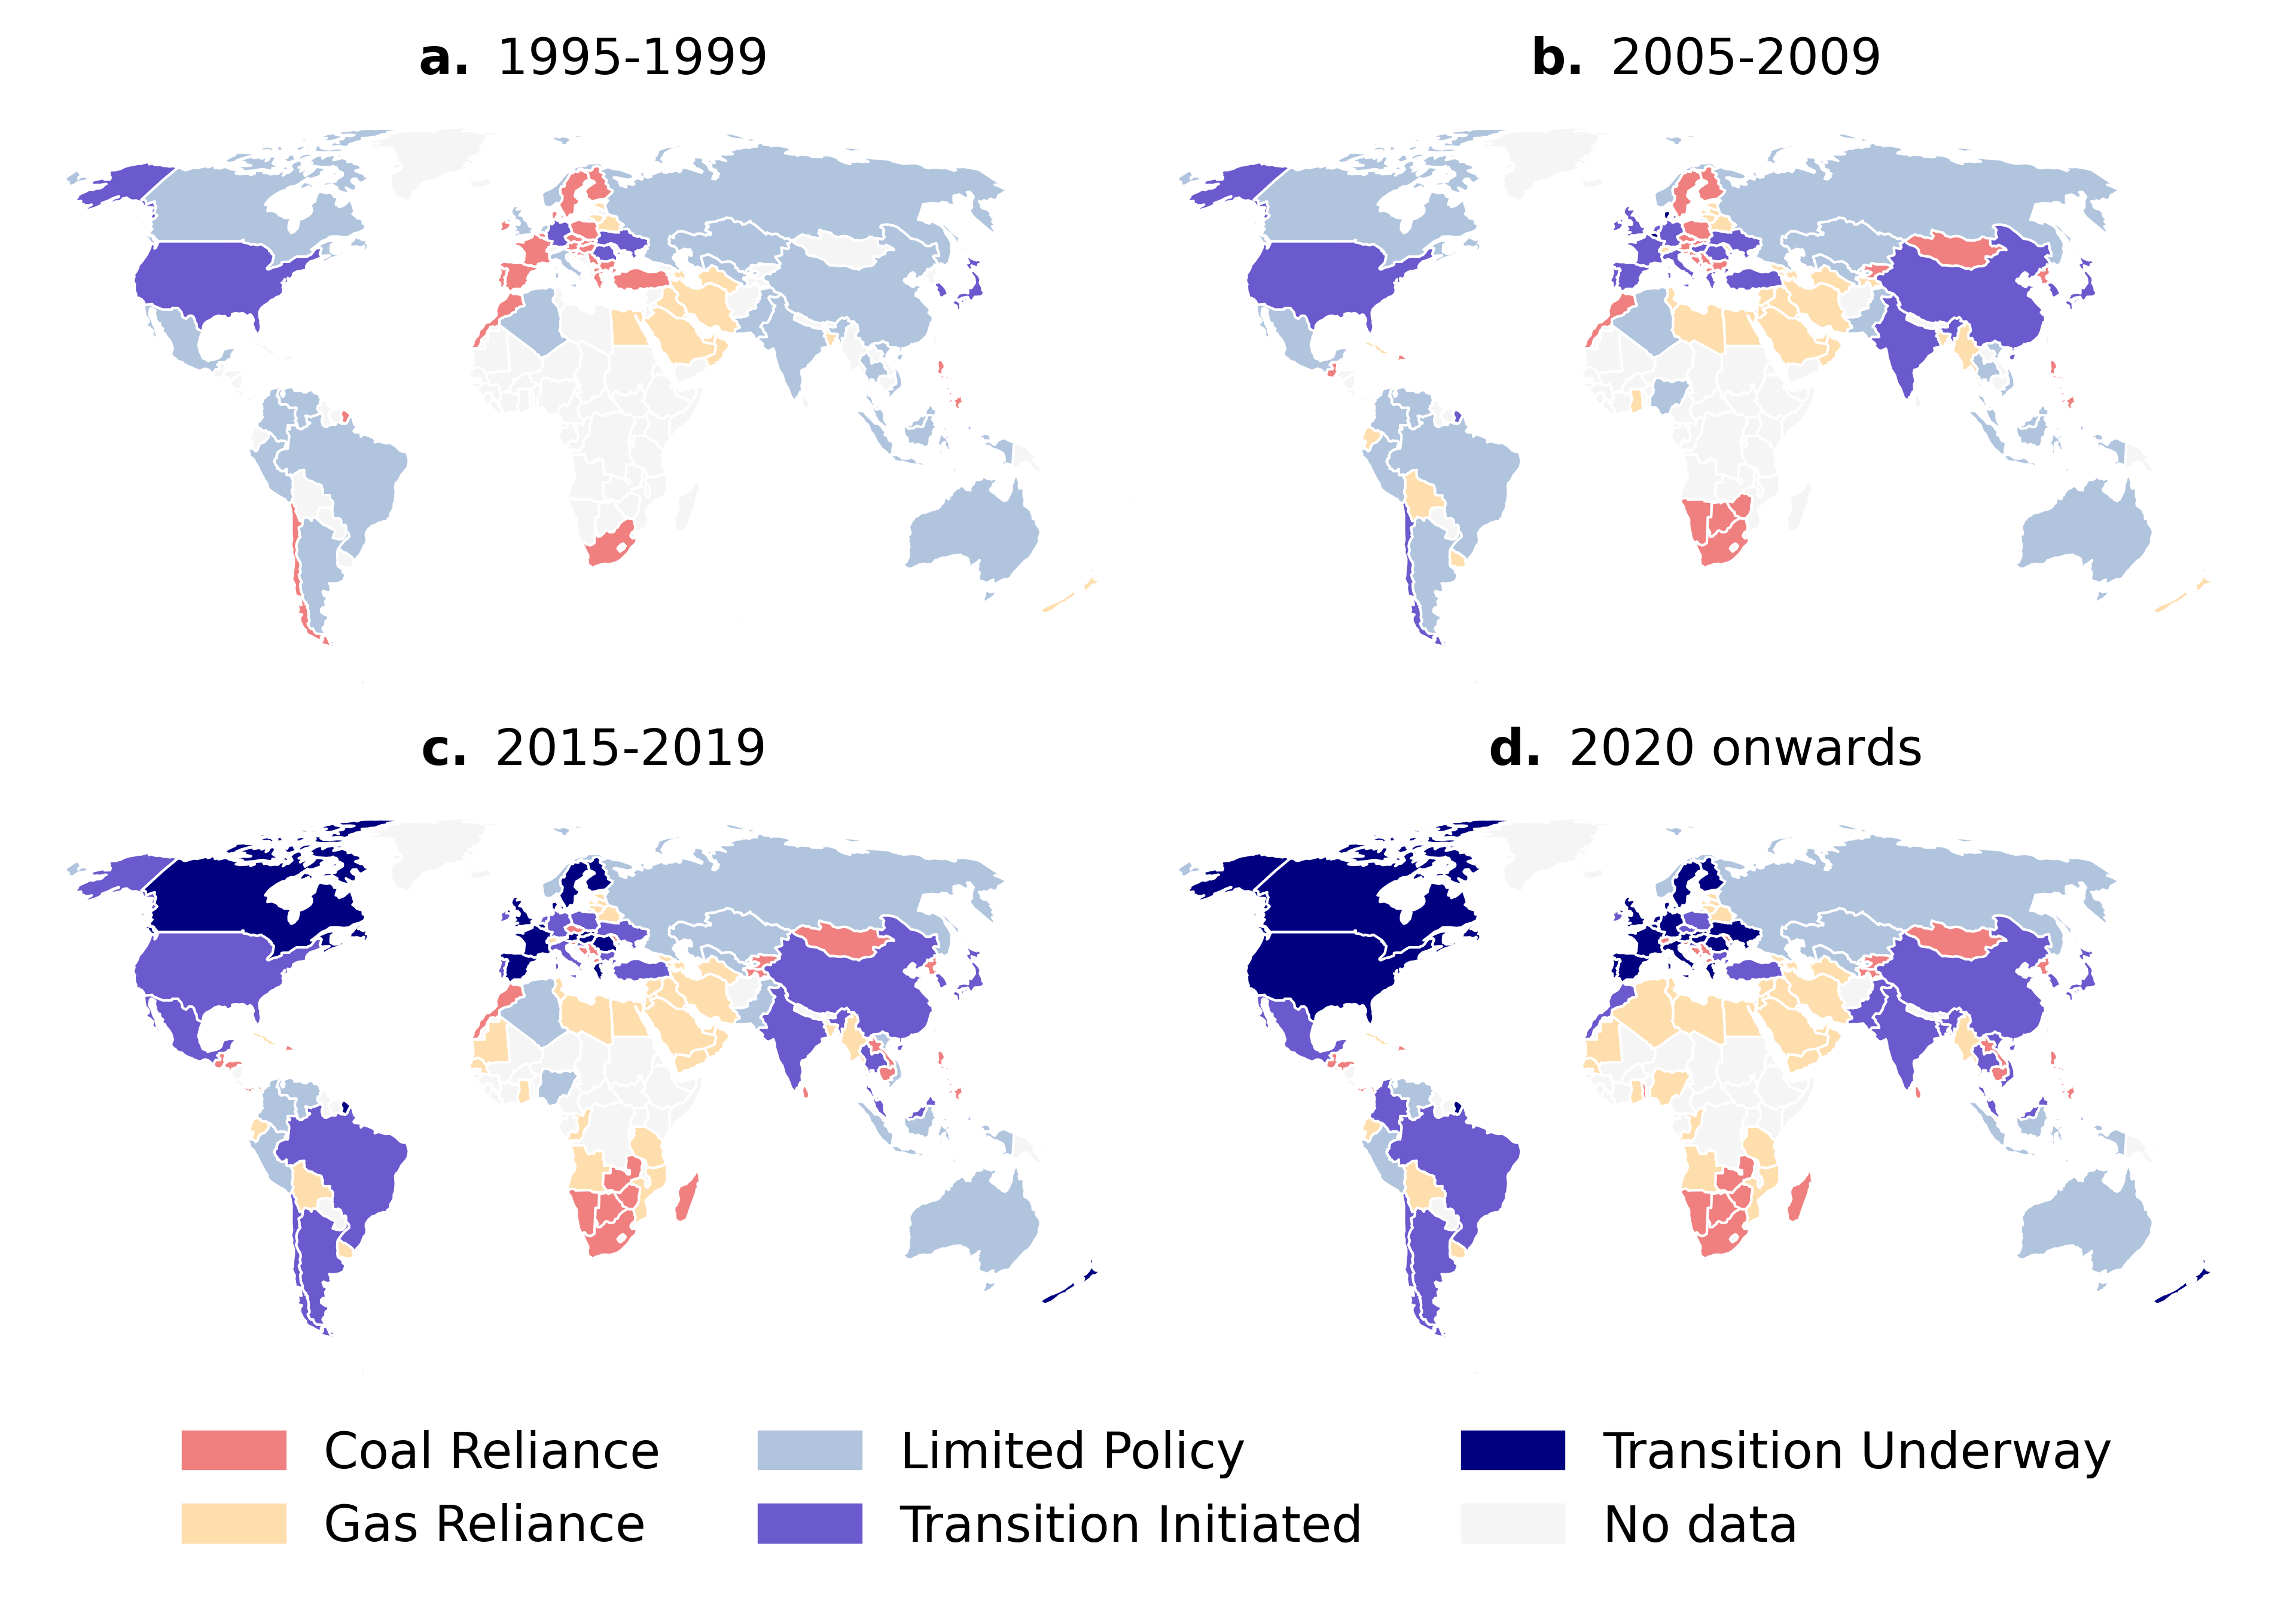 a. 1995-1999
b. 2005-2009
c. 2015-2019
d. 2020 onwards
Coal Reliance
Limited Policy
Transition Underway
Gas Reliance
Transition Initiated
No data